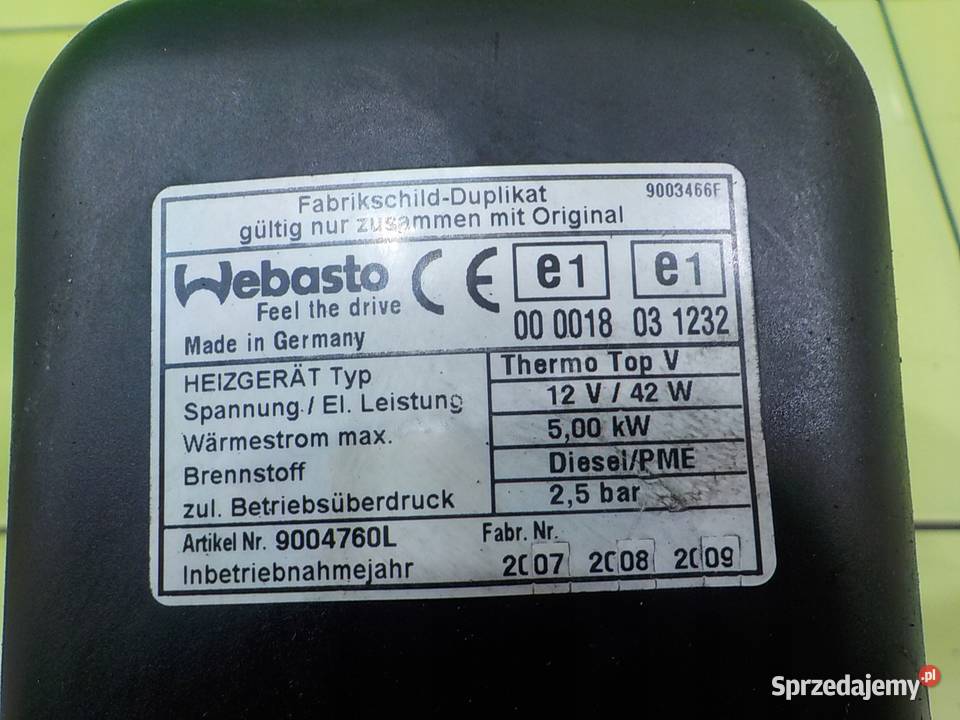 Fabrikschild-Duplikat 9003466F
gültig nur zusammen mit Original
Webasto CE e1 e1
Feel the drive
00 0018 03 1232
Made in Germany
HEIZGERÄT Typ Thermo Top V
Spannung / El. Leistung 12 V / 42 W
Wärmestrom max. 5,00 kW
Brennstoff Diesel/PME
zul. Betriebsüberdruck 2,5 bar
Artikel Nr. 9004760L Fabr. Nr.
Inbetriebnahmejahr 2007 2008 2009
Sprzedajemy.pl